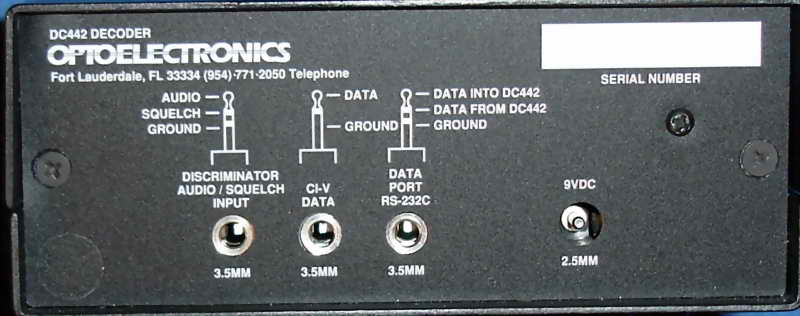 DC442 DECODER
OPTOELECTRONICS
Fort Lauderdale, FL 33334 (954)-771-2050 Telephone
SERIAL NUMBER
AUDIO
SQUELCH
GROUND
DATA
GROUND
DATA INTO DC442
DATA FROM DC442
GROUND
DISCRIMINATOR
AUDIO / SQUELCH
INPUT
CI-V
DATA
DATA
PORT
RS-232C
9VDC
3.5MM
3.5MM
3.5MM
2.5MM